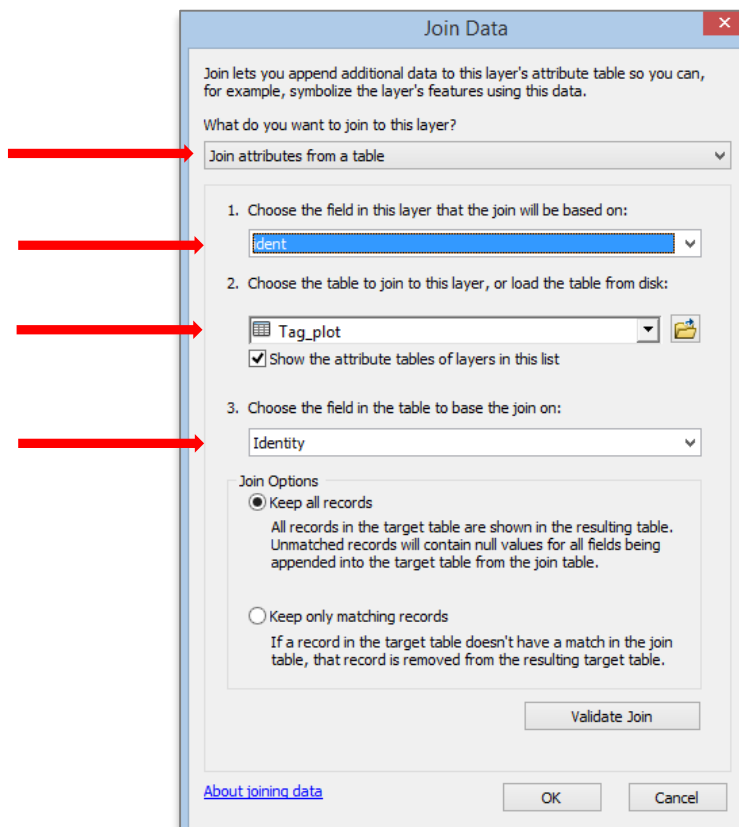 Join Data
Join lets you append additional data to this layer's attribute table so you can,
for example, symbolize the layer's features using this data.
What do you want to join to this layer?
Join attributes from a table
1. Choose the field in this layer that the join will be based on:
ident
2. Choose the table to join to this layer, or load the table from disk:
Tag_plot
Show the attribute tables of layers in this list
3. Choose the field in the table to base the join on:
Identity
Join Options
Keep all records
All records in the target table are shown in the resulting table.
Unmatched records will contain null values for all fields being
appended into the target table from the join table.
Keep only matching records
If a record in the target table doesn't have a match in the join
table, that record is removed from the resulting target table.
Validate Join
About joining data
OK
Cancel